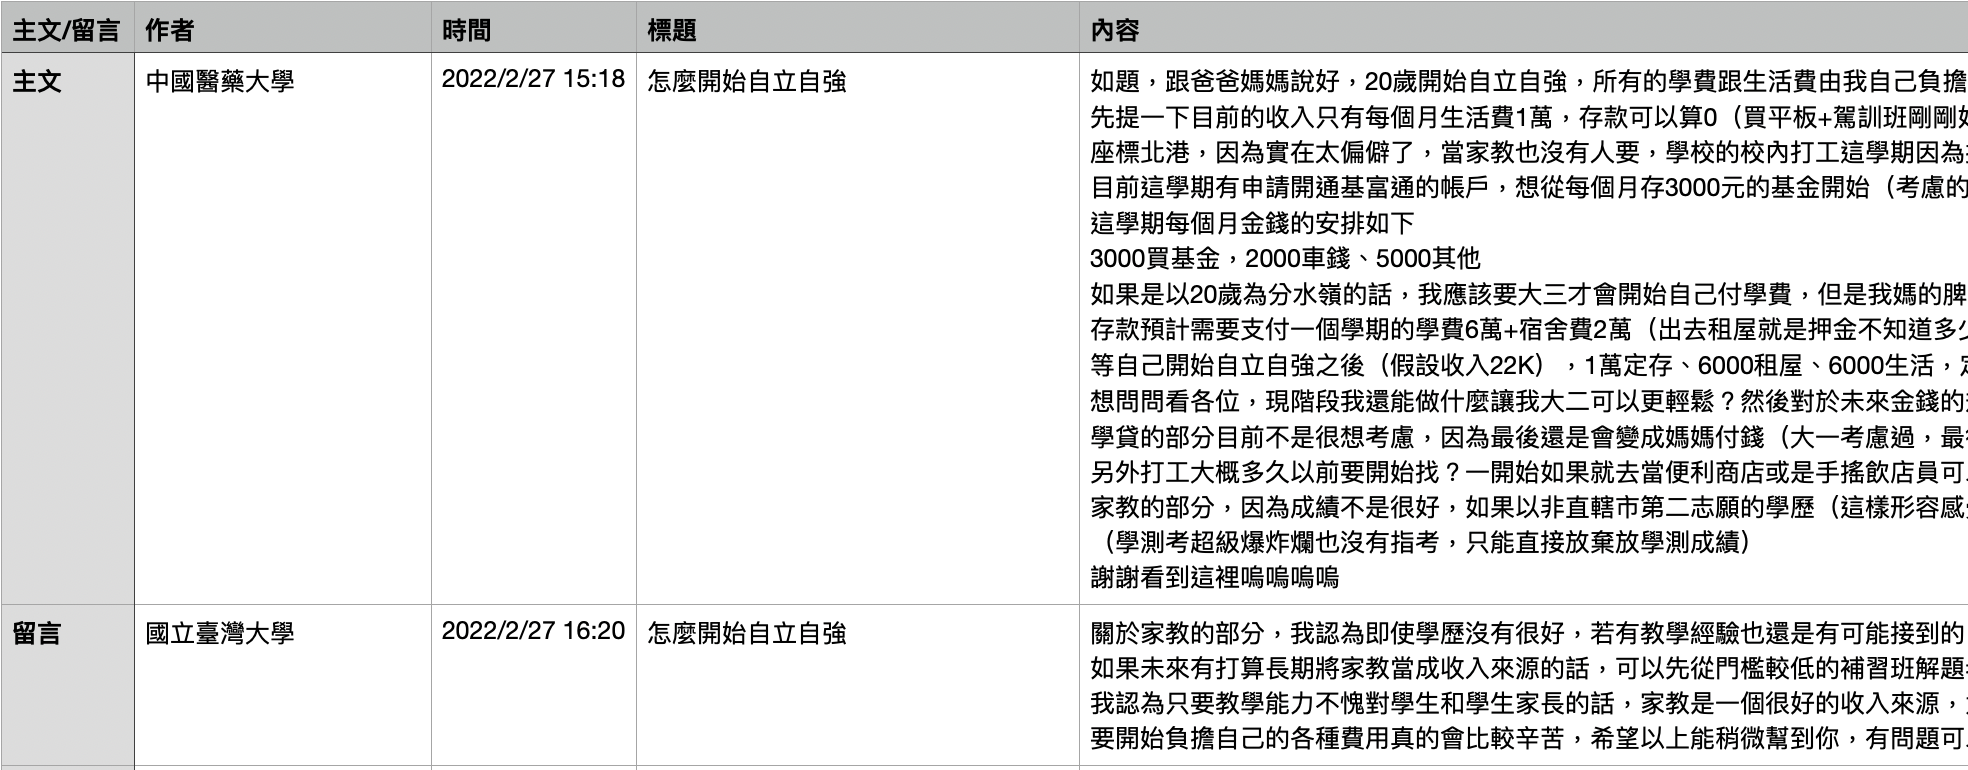 主文/留言 作者 時間 標題 內容
主文 中國醫藥大學 2022/2/27 15:18 怎麼開始自立自強 如題，跟爸爸媽媽說好，20歲開始自立自強，所有的學費跟生活費由我自己負擔
先提一下目前的收入只有每個月生活費1萬，存款可以算0（買平板+駕訓班剛剛
座標北港，因為實在太偏僻了，當家教也沒有人要，學校的校內打工這學期因為
目前這學期有申請開通基富通的帳戶，想從每個月存3000元的基金開始（考慮的
這學期每個月金錢的安排如下
3000買基金，2000車錢、5000其他
如果是以20歲為分水嶺的話，我應該要大三才會開始自己付學費，但是我媽的脾
存款預計需要支付一個學期的學費6萬+宿舍費2萬（出去租屋就是押金不知道多
等自己開始自立自強之後（假設收入22K），1萬定存、6000租屋、6000生活，
想問問看各位，現階段我還能做什麼讓我大二可以更輕鬆？然後對於未來金錢的
學貸的部分目前不是很想考慮，因為最後還是會變成媽媽付錢（大一考慮過，最
另外打工大概多久以前要開始找？一開始如果就去當便利商店或是手搖飲店員可
家教的部分，因為成績不是很好，如果以非直轄市第二志願的學歷（這樣形容感
（學測考超級爆炸爛也沒有指考，只能直接放棄放學測成績）
謝謝看到這裡嗚嗚嗚嗚
留言 國立臺灣大學 2022/2/27 16:20 怎麼開始自立自強 關於家教的部分，我認為即使學歷沒有很好，若有教學經驗也還是有可能接到的
如果未來有打算長期將家教當成收入來源的話，可以先從門檻較低的補習班解題
我認為只要教學能力不愧對學生和學生家長的話，家教是一個很好的收入來源，
要開始負擔自己的各種費用真的會比較辛苦，希望以上能稍微幫到你，有問題可